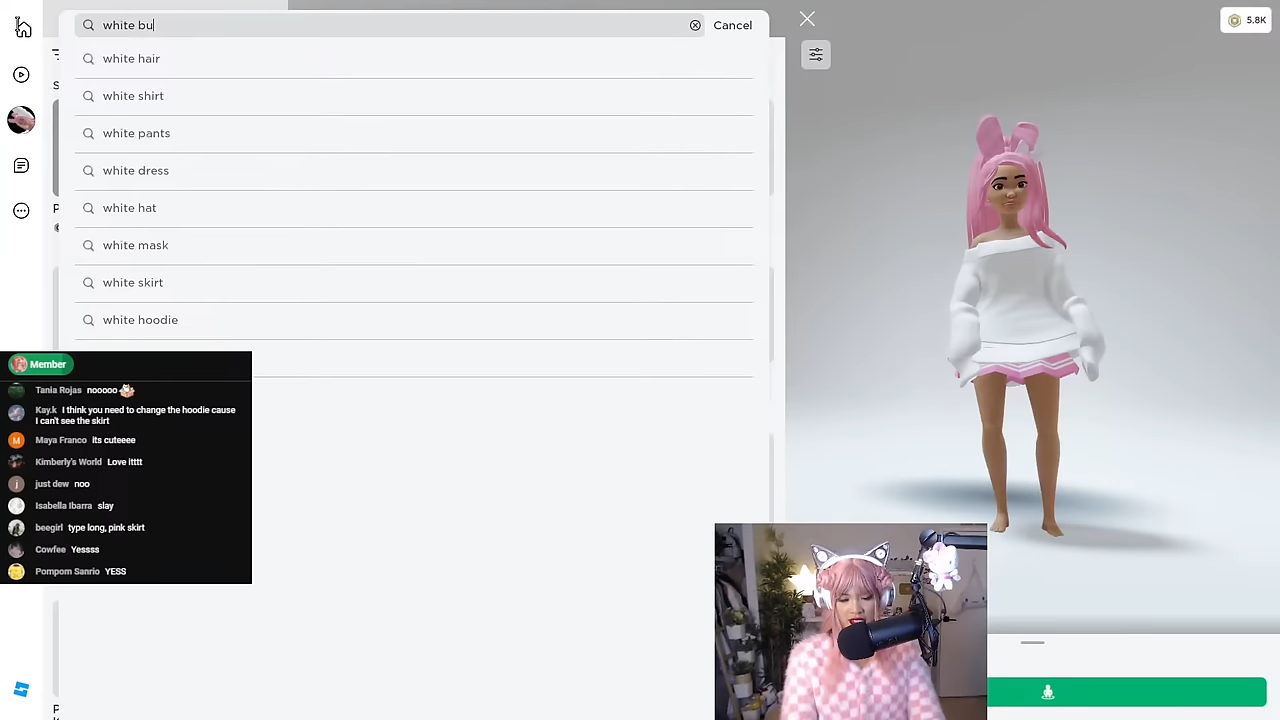 white bu
Cancel
5.8K
white hair
white shirt
white pants
white dress
white hat
white mask
white skirt
white hoodie
S
P
Member
Tania Rojas nooooo
Kay.k I think you need to change the hoodie cause
I can't see the skirt
Maya Franco its cuteeee
Kimberly's World Love itttt
just dew noo
Isabella Ibarra slay
beegirl type long, pink skirt
Cowfee Yessss
Pompom Sanrio YESS
P